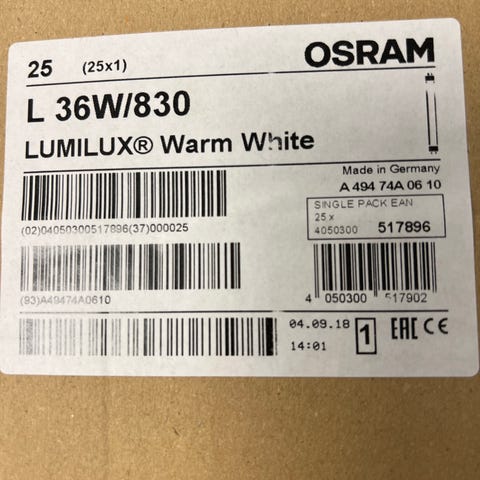 25 (25x1) OSRAM
L 36W/830
LUMILUX® Warm White
Made in Germany
A 494 74A 06 10
SINGLE PACK EAN
25 x
4050300 517896
(02)04050300517896(37)000025
(93)A49474A0610
4 050300 517902
04.09.18
14:01
1 EAC CE